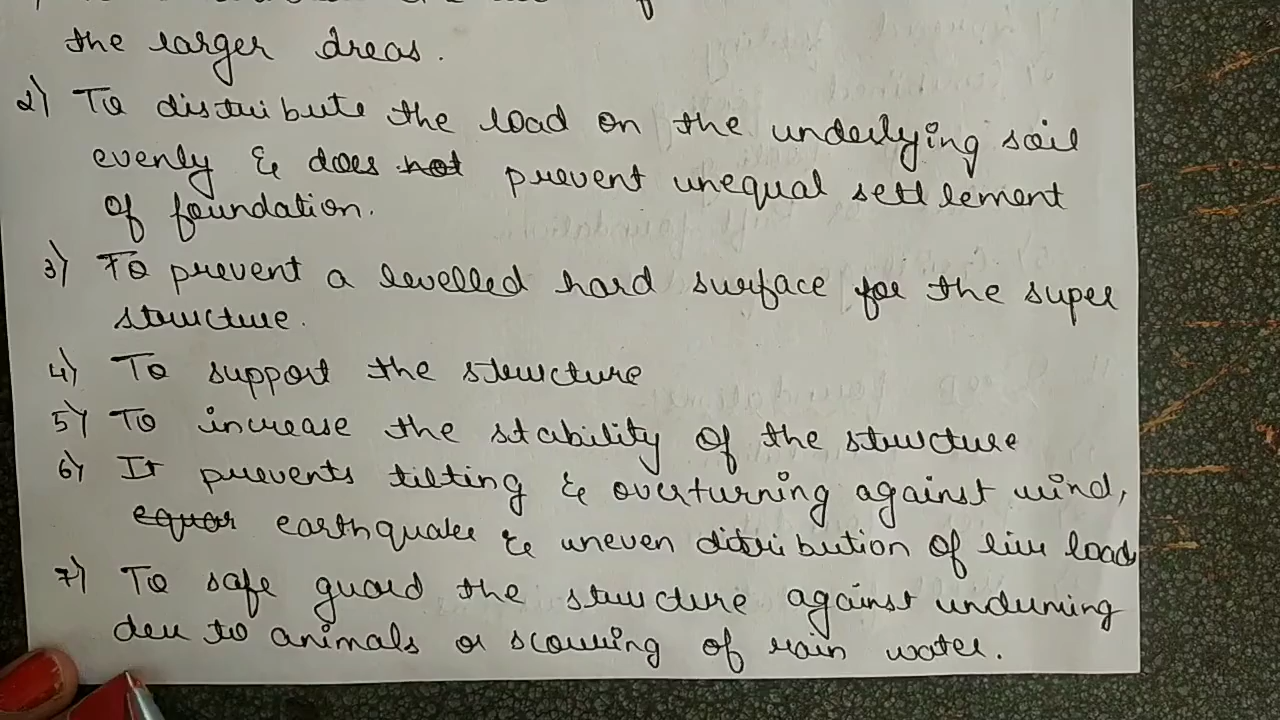 the larger areas.
2) To distribute the load on the underlying soil
evenly & does not prevent unequal settlement
of foundation.
3) To prevent a levelled hard surface for the super
structure.
4) To support the structure
5) To increase the stability of the structure
6) It prevents tilting & overturning against wind,
earthquake & uneven distribution of live load
7) To safe guard the structure against underming
deu to animals or scouring of rain water.